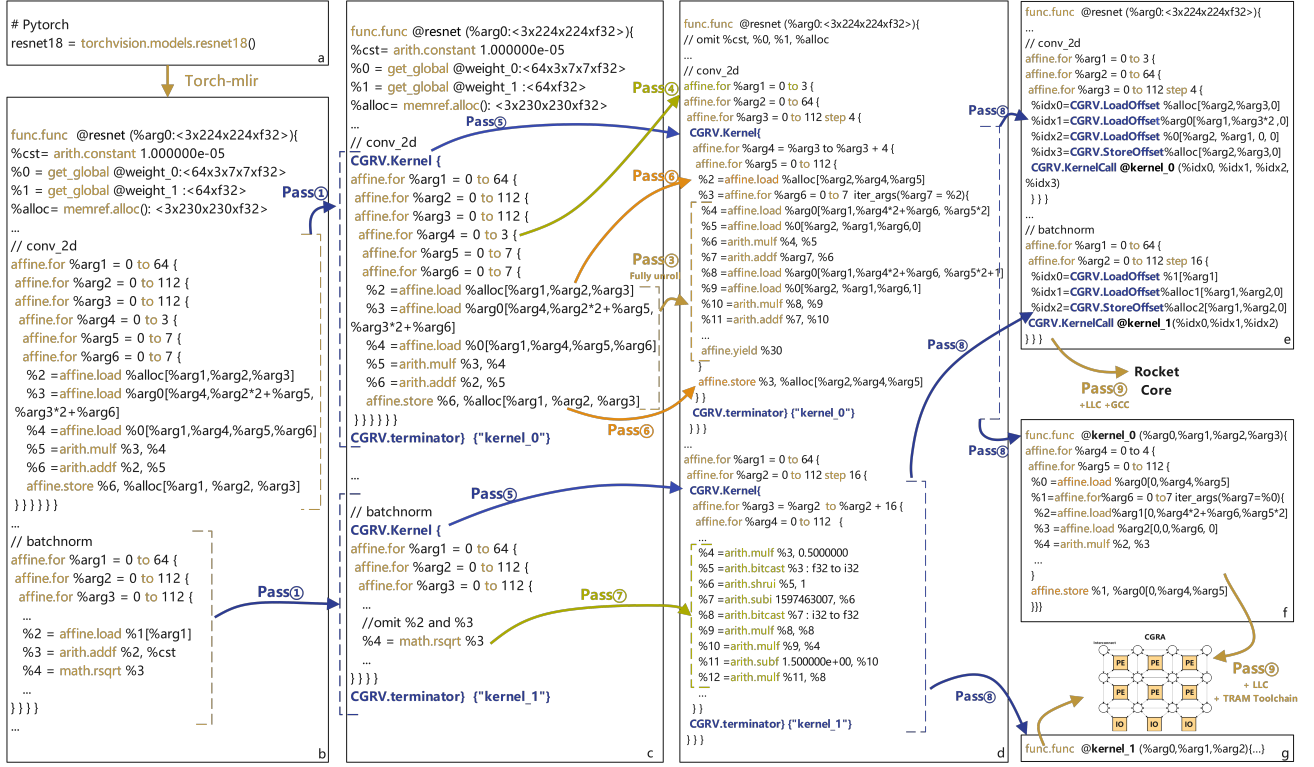 # Pytorch
resnet18 = torchvision.models.resnet18()
a
Torch-mlir
func.func @resnet (%arg0:<3x224x224xf32>){
%cst= arith.constant 1.000000e-05
%0 = get_global @weight_0:<64x3x7x7xf32>
%1 = get_global @weight_1 :<64xf32>
%alloc= memref.alloc(): <3x230x230xf32>
...
// conv_2d
affine.for %arg1 = 0 to 64 {
affine.for %arg2 = 0 to 112 {
affine.for %arg3 = 0 to 112 {
affine.for %arg4 = 0 to 3 {
affine.for %arg5 = 0 to 7 {
affine.for %arg6 = 0 to 7 {
%2 =affine.load %alloc[%arg1,%arg2,%arg3]
%3 =affine.load %arg0[%arg4,%arg2*2+%arg5,
%arg3*2+%arg6]
%4 =affine.load %0[%arg1,%arg4,%arg5,%arg6]
%5 =arith.mulf %3, %4
%6 =arith.addf %2, %5
affine.store %6, %alloc[%arg1, %arg2, %arg3]
} } } } } }
...
// batchnorm
affine.for %arg1 = 0 to 64 {
affine.for %arg2 = 0 to 112 {
affine.for %arg3 = 0 to 112 {
...
%2 = affine.load %1[%arg1]
%3 = arith.addf %2, %cst
%4 = math.rsqrt %3
...
} } } }
...
b
Pass①
Pass①
func.func @resnet (%arg0:<3x224x224xf32>){
%cst= arith.constant 1.000000e-05
%0 = get_global @weight_0:<64x3x7x7xf32>
%1 = get_global @weight_1 :<64xf32>
%alloc= memref.alloc(): <3x230x230xf32>
...
Pass⑤
// conv_2d
CGRV.Kernel {
affine.for %arg1 = 0 to 64 {
affine.for %arg2 = 0 to 112 {
affine.for %arg3 = 0 to 112 {
affine.for %arg4 = 0 to 3 {
affine.for %arg5 = 0 to 7 {
affine.for %arg6 = 0 to 7 {
%2 =affine.load %alloc[%arg1,%arg2,%arg3]
%3 =affine.load %arg0[%arg4,%arg2*2+%arg5,
%arg3*2+%arg6]
%4 =affine.load %0[%arg1,%arg4,%arg5,%arg6]
%5 =arith.mulf %3, %4
%6 =arith.addf %2, %5
affine.store %6, %alloc[%arg1, %arg2, %arg3]
} } } } } }
CGRV.terminator} {"kernel_0"}
...
Pass⑤
// batchnorm
CGRV.Kernel {
affine.for %arg1 = 0 to 64 {
affine.for %arg2 = 0 to 112 {
affine.for %arg3 = 0 to 112 {
...
//omit %2 and %3
%4 = math.rsqrt %3
...
} } } }
CGRV.terminator} {"kernel_1"}
c
Pass④
Pass⑥
Pass③
Fully unrol
Pass⑥
Pass⑦
func.func @resnet (%arg0:<3x224x224xf32>){
// omit %cst, %0, %1, %alloc
...
// conv_2d
affine.for %arg1 = 0 to 3 {
affine.for %arg2 = 0 to 64 {
affine.for %arg3 = 0 to 112 step 4 {
CGRV.Kernel{
affine.for %arg4 = %arg3 to %arg3 + 4 {
affine.for %arg5 = 0 to 112 {
%2 =affine.load %alloc[%arg2,%arg4,%arg5]
%3 =affine.for %arg6 = 0 to 7 iter_args(%arg7 = %2){
%4 =affine.load %arg0[%arg1,%arg4*2+%arg6, %arg5*2]
%5 =affine.load %0[%arg2, %arg1,%arg6,0]
%6 =arith.mulf %4, %5
%7 =arith.addf %arg7, %6
%8 =affine.load %arg0[%arg1,%arg4*2+%arg6, %arg5*2+1]
%9 =affine.load %0[%arg2, %arg1,%arg6,1]
%10 =arith.mulf %8, %9
%11 =arith.addf %7, %10
...
affine.yield %30
}
affine.store %3, %alloc[%arg2,%arg4,%arg5]
} }
CGRV.terminator} {"kernel_0"}
} } }
...
affine.for %arg1 = 0 to 64 {
affine.for %arg2 = 0 to 112 step 16 {
CGRV.Kernel{
affine.for %arg3 = %arg2 to %arg2 + 16 {
affine.for %arg4 = 0 to 112 {
...
%4 =arith.mulf %3, 0.5000000
%5 =arith.bitcast %3 : f32 to i32
%6 =arith.shrui %5, 1
%7 =arith.subi 1597463007, %6
%8 =arith.bitcast %7 : i32 to f32
%9 =arith.mulf %8, %8
%10 =arith.mulf %9, %4
%11 =arith.subf 1.500000e+00, %10
%12 =arith.mulf %11, %8
...
} }
CGRV.terminator} {"kernel_1"}
} } }
d
Pass⑧
Pass⑧
Pass⑧
Pass⑧
func.func @resnet (%arg0:<3x224x224xf32>){
...
// conv_2d
affine.for %arg1 = 0 to 3 {
affine.for %arg2 = 0 to 64 {
affine.for %arg3 = 0 to 112 step 4 {
%idx0=CGRV.LoadOffset %alloc[%arg2,%arg3,0]
%idx1=CGRV.LoadOffset%arg0[%arg1,%arg3*2 ,0]
%idx2=CGRV.LoadOffset %0[%arg2, %arg1, 0, 0]
%idx3=CGRV.StoreOffset%alloc[%arg2,%arg3,0]
CGRV.KernelCall @kernel_0 (%idx0, %idx1, %idx2,
%idx3)
} } }
...
// batchnorm
affine.for %arg1 = 0 to 64 {
affine.for %arg2 = 0 to 112 step 16 {
%idx0=CGRV.LoadOffset %1[%arg1]
%idx1=CGRV.LoadOffset%alloc1[%arg1,%arg2,0]
%idx2=CGRV.StoreOffset%alloc2[%arg1,%arg2,0]
CGRV.KernelCall @kernel_1(%idx0,%idx1,%idx2)
} } }
e
Pass⑨
+LLC +GCC
Rocket
Core
func.func @kernel_0 (%arg0,%arg1,%arg2,%arg3){
affine.for %arg4 = 0 to 4 {
affine.for %arg5 = 0 to 112 {
%0 =affine.load %arg0[0,%arg4,%arg5]
%1=affine.for%arg6 = 0 to7 iter_args(%arg7=%0){
%2=affine.load%arg1[0,%arg4*2+%arg6,%arg5*2]
%3 =affine.load %arg2[0,0,%arg6, 0]
%4 =arith.mulf %2, %3
...
}
affine.store %1, %arg0[0,%arg4,%arg5]
}}}
f
CGRA
Interconnect
PE PE PE
PE PE PE
IO IO IO
Pass⑨
+ LLC
+ TRAM Toolchain
func.func @kernel_1 (%arg0,%arg1,%arg2){...}
g